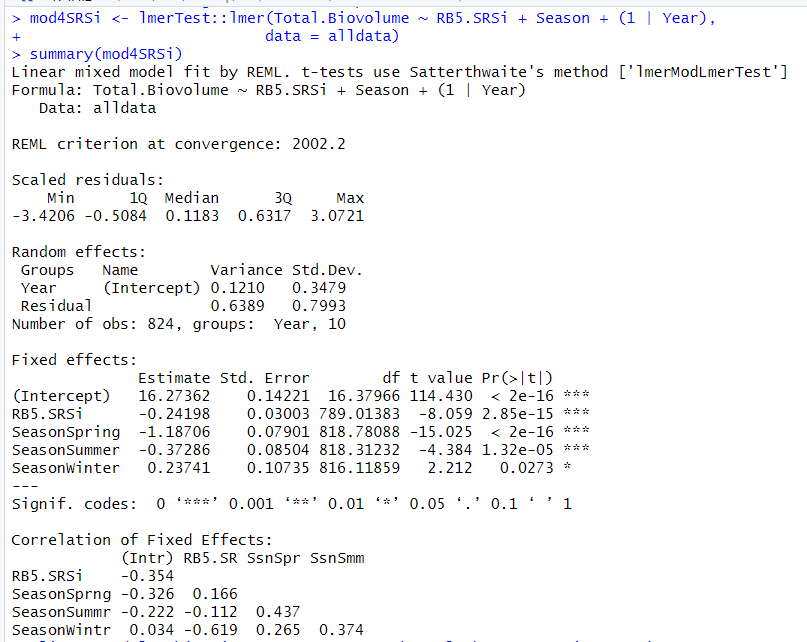 > mod4SRSi <- lmerTest::lmer(Total.Biovolume ~ RB5.SRSi + Season + (1 | Year),
+                            data = alldata)
> summary(mod4SRSi)
Linear mixed model fit by REML. t-tests use Satterthwaite's method ['lmerModLmerTest']
Formula: Total.Biovolume ~ RB5.SRSi + Season + (1 | Year)
   Data: alldata

REML criterion at convergence: 2002.2

Scaled residuals:
    Min      1Q  Median      3Q     Max
-3.4206 -0.5084  0.1183  0.6317  3.0721

Random effects:
 Groups   Name        Variance Std.Dev.
 Year     (Intercept) 0.1210   0.3479
 Residual             0.6389   0.7993
Number of obs: 824, groups:  Year, 10

Fixed effects:
             Estimate Std. Error        df t value Pr(>|t|)
(Intercept)  16.27362    0.14221  16.37966 114.430  < 2e-16 ***
RB5.SRSi     -0.24198    0.03003 789.01383  -8.059 2.85e-15 ***
SeasonSpring -1.18706    0.07901 818.78088 -15.025  < 2e-16 ***
SeasonSummer -0.37286    0.08504 818.31232  -4.384 1.32e-05 ***
SeasonWinter  0.23741    0.10735 816.11859   2.212   0.0273 *
---
Signif. codes:  0 ‘***’ 0.001 ‘**’ 0.01 ‘*’ 0.05 ‘.’ 0.1 ‘ ’ 1

Correlation of Fixed Effects:
            (Intr) RB5.SR SsnSpr SsnSmm
RB5.SRSi    -0.354
SeasonSprng -0.326  0.166
SeasonSummr -0.222 -0.112  0.437
SeasonWintr  0.034 -0.619  0.265  0.374